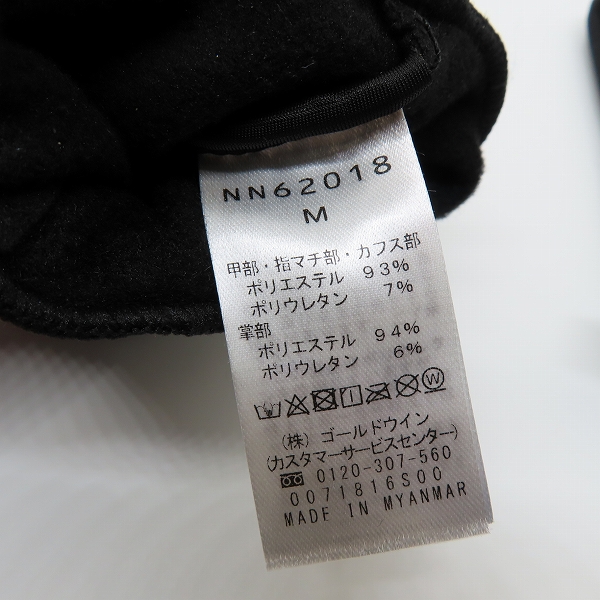 NN62018
M
甲部・指マチ部・カフス部
ポリエステル 93%
ポリウレタン 7%
掌部
ポリエステル 94%
ポリウレタン 6%
(株) ゴールドウイン
(カスタマーサービスセンター)
0120-307-560
0071816S00
MADE IN MYANMAR